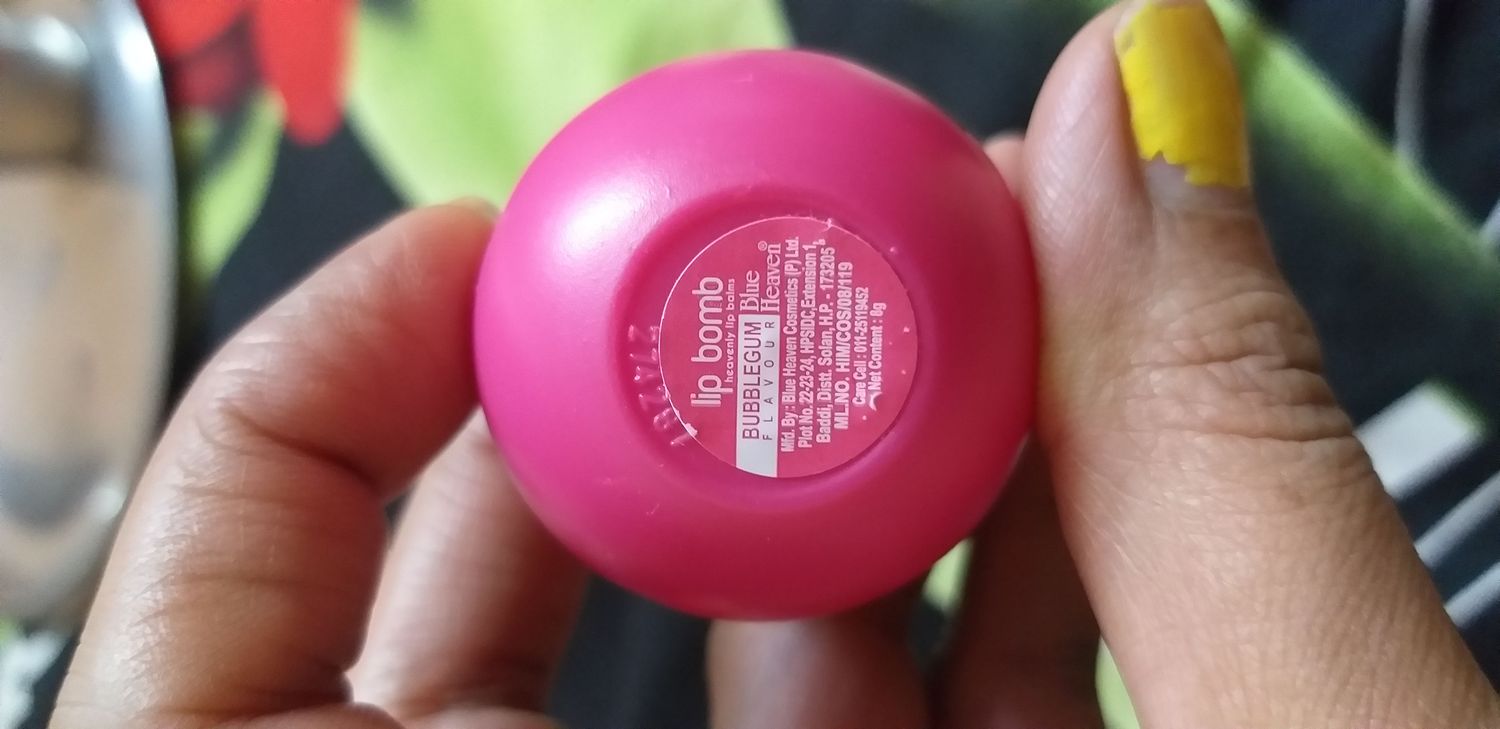 lip bomb
heavenly lip balms
BUBBLEGUM
FLAVOUR
Blue
Heaven®
Mfd. By: Blue Heaven Cosmetics (P) Ltd.
Plot No. 22-23-24, HPSIDC, Extension 1,
Baddi, Distt. Solan, H.P. - 173205
ML.NO. HIM/COS/08/119
Care Cell : 011-25119452
Net Content : 8g